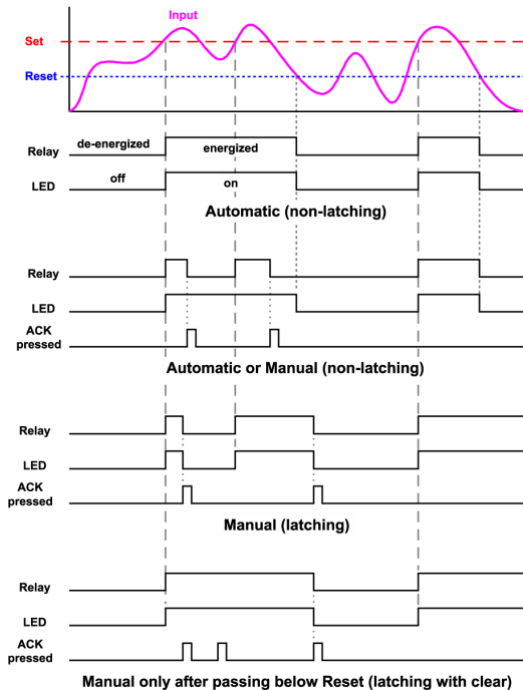 Input
Set
Reset
de-energized energized
Relay
off on
LED
Automatic (non-latching)
Relay
LED
ACK
pressed
Automatic or Manual (non-latching)
Relay
LED
ACK
pressed
Manual (latching)
Relay
LED
ACK
pressed
Manual only after passing below Reset (latching with clear)